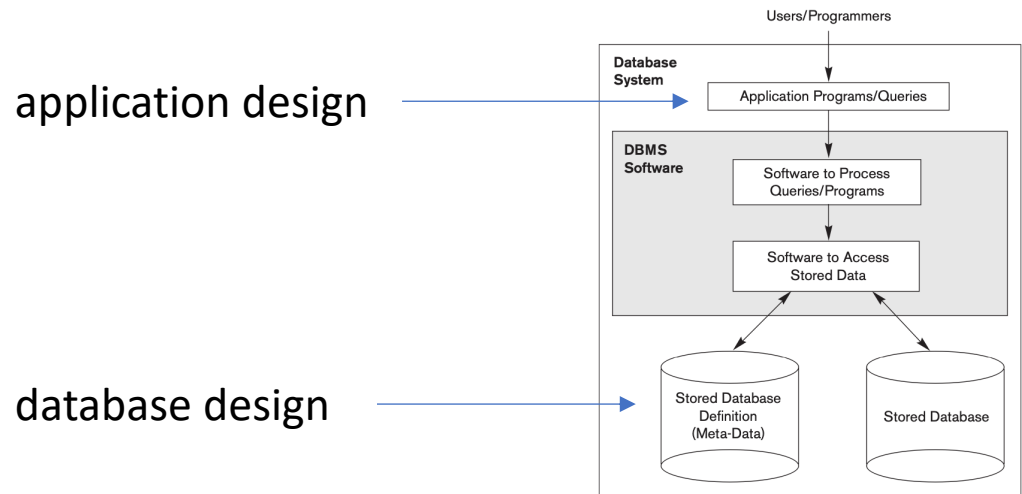 Users/Programmers
Database
System
application design
Application Programs/Queries
DBMS
Software
Software to Process
Queries/Programs
Software to Access
Stored Data
database design
Stored Database
Definition
(Meta-Data)
Stored Database